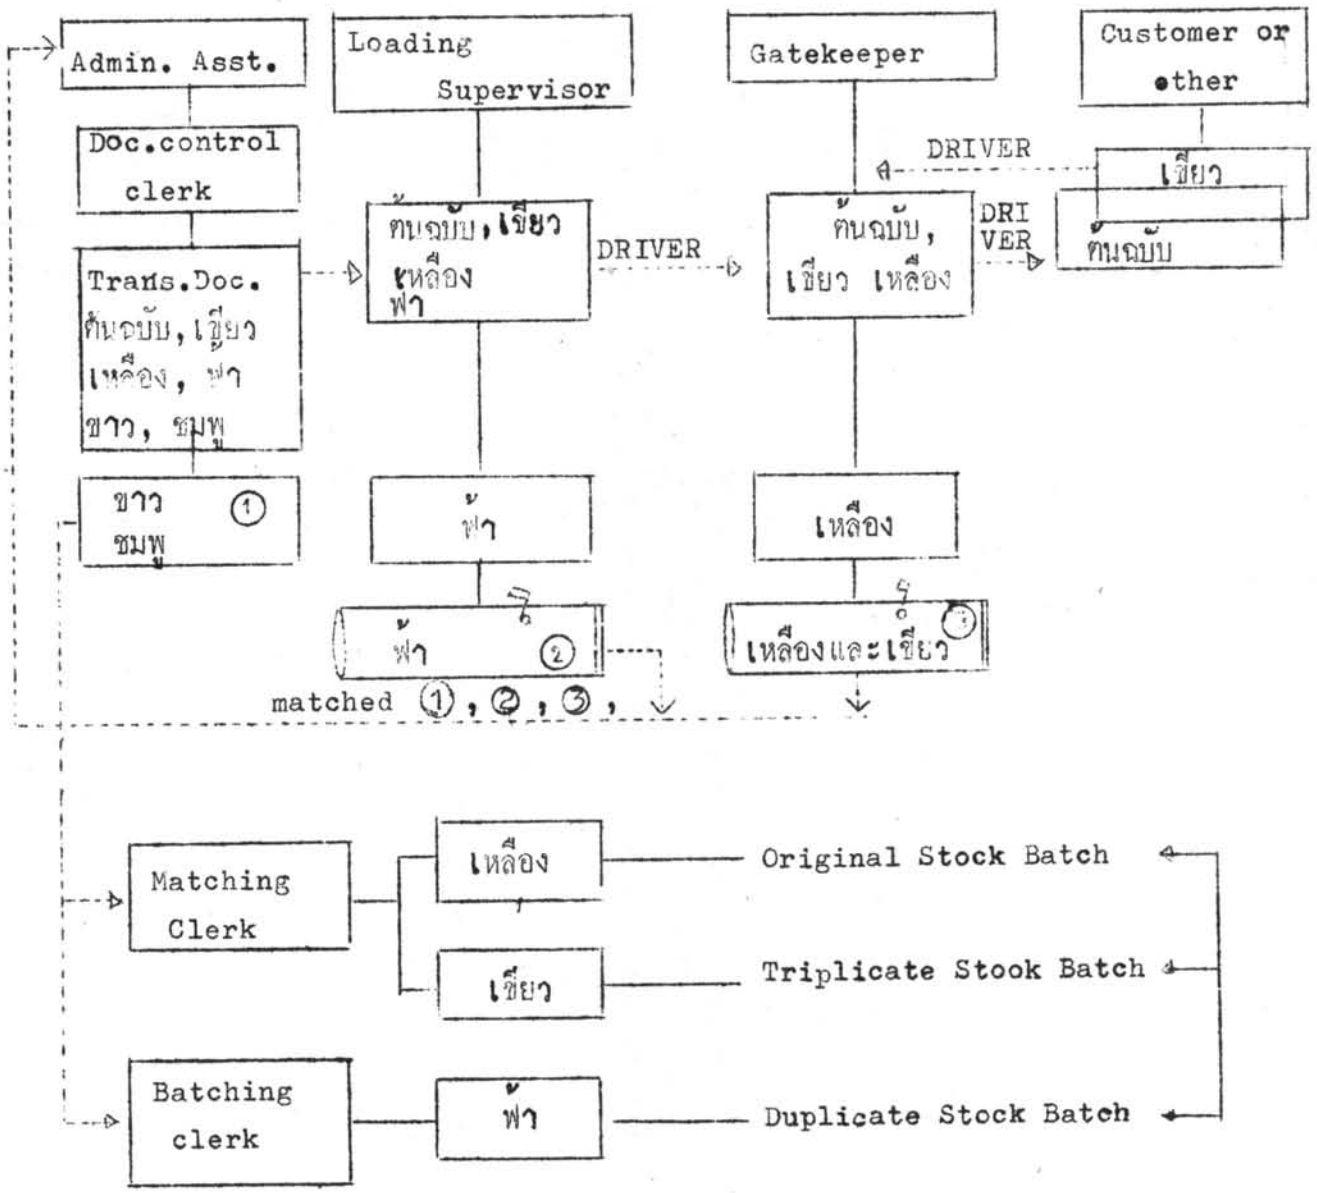 Admin. Asst.
Loading
Supervisor
Gatekeeper
Customer or
other
Doc.control
clerk
DRIVER
เขียว
ต้นฉบับ,เขียว
เหลือง
ฟ้า
DRIVER
ต้นฉบับ,
เขียว เหลือง
DRI
VER
ต้นฉบับ
Trans.Doc.
ต้นฉบับ,เขียว
เหลือง, ฟ้า
ขาว, ชมพู
ขาว 1
ชมพู
ฟ้า
เหลือง
ฟ้า 2
เหลืองและเขียว 3
matched 1, 2, 3,
Matching
Clerk
เหลือง
Original Stock Batch
เขียว
Triplicate Stook Batch
Batching
clerk
ฟ้า
Duplicate Stock Batch